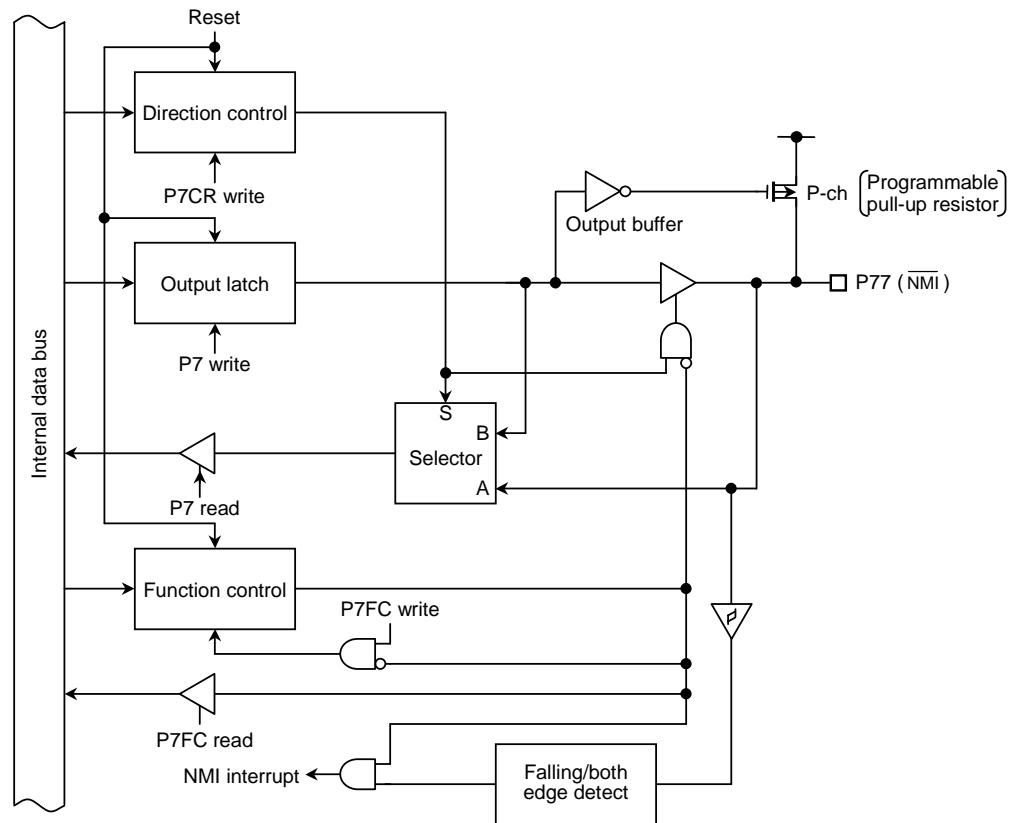 Reset
Direction control
P7CR write
Output latch
P7 write
Internal data bus
Output buffer
P-ch
Programmable
pull-up resistor
P77 (NMI)
S
B
Selector
A
P7 read
Function control
P7FC write
P7FC read
NMI interrupt
Falling/both
edge detect